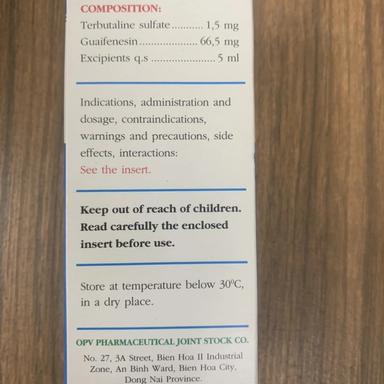 COMPOSITION:
Terbutaline sulfate........... 1,5 mg
Guaifenesin.................... 66,5 mg
Excipients q.s ...................... 5 ml
Indications, administration and
dosage, contraindications,
warnings and precautions, side
effects, interactions:
See the insert.
Keep out of reach of children.
Read carefully the enclosed
insert before use.
Store at temperature below 30°C,
in a dry place.
OPV PHARMACEUTICAL JOINT STOCK CO.
No. 27, 3A Street, Bien Hoa II Industrial
Zone, An Binh Ward, Bien Hoa City,
Dong Nai Province.